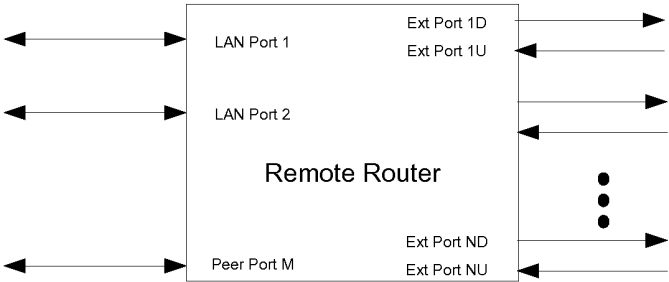 Ext Port 1D
LAN Port 1
Ext Port 1U
LAN Port 2
Remote Router
Ext Port ND
Peer Port M
Ext Port NU